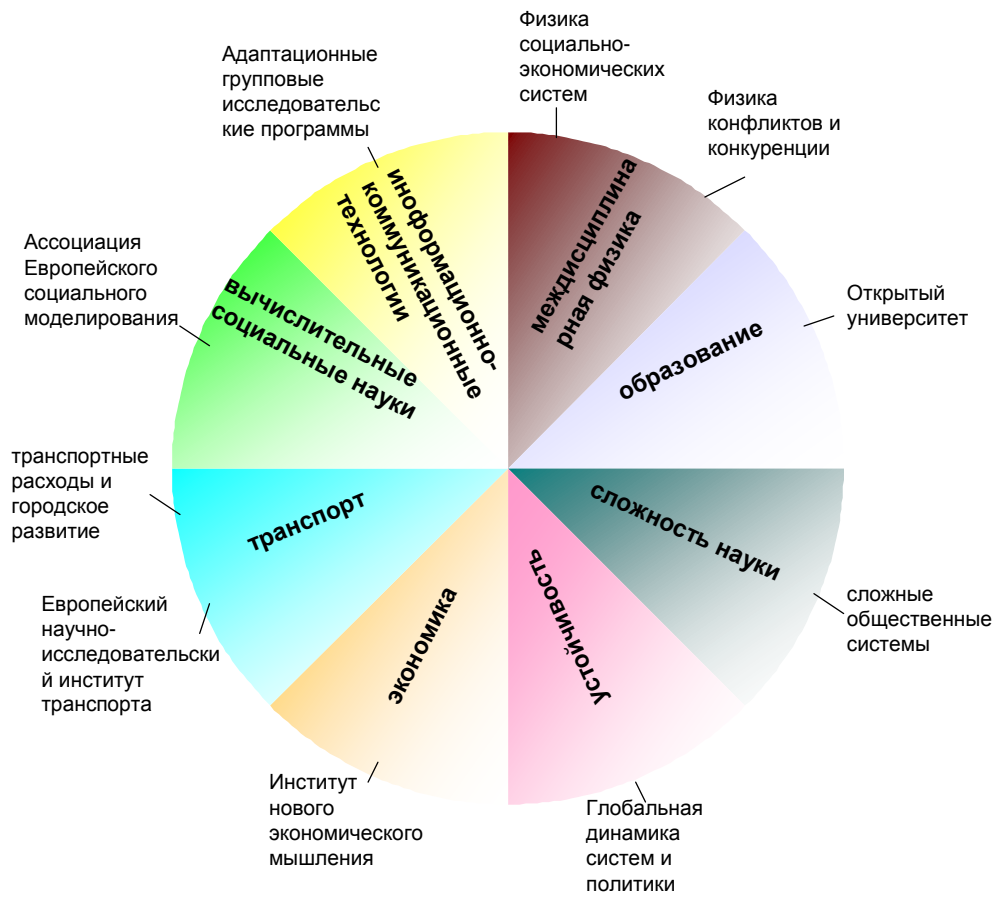 Физика
социально-
экономических
систем
Адаптационные
групповые
исследовательс
кие программы
Физика
конфликтов и
конкуренции
иноформационно-
коммуникационные
технологии
междисциплина
рная физика
Ассоциация
Европейского
социального
моделирования
вычислительные
социальные науки
образование
Открытый
университет
транспортные
расходы и
городское
развитие
транспорт
сложность науки
устойчивость
экономика
Европейский
научно-
исследовательски
й институт
транспорта
сложные
общественные
системы
Институт
нового
экономического
мышления
Глобальная
динамика
систем и
политики